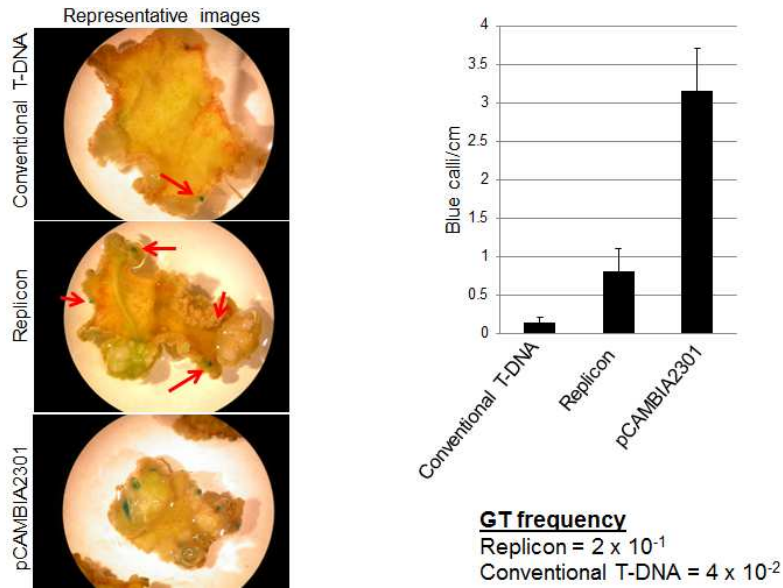 Representative images
Conventional T-DNA
Replicon
pCAMBIA2301
Blue calli/cm
4
3.5
3
2.5
2
1.5
1
0.5
0
Conventional T-DNA
Replicon
pCAMBIA2301
GT frequency
Replicon = 2 x 10⁻¹
Conventional T-DNA = 4 x 10⁻²